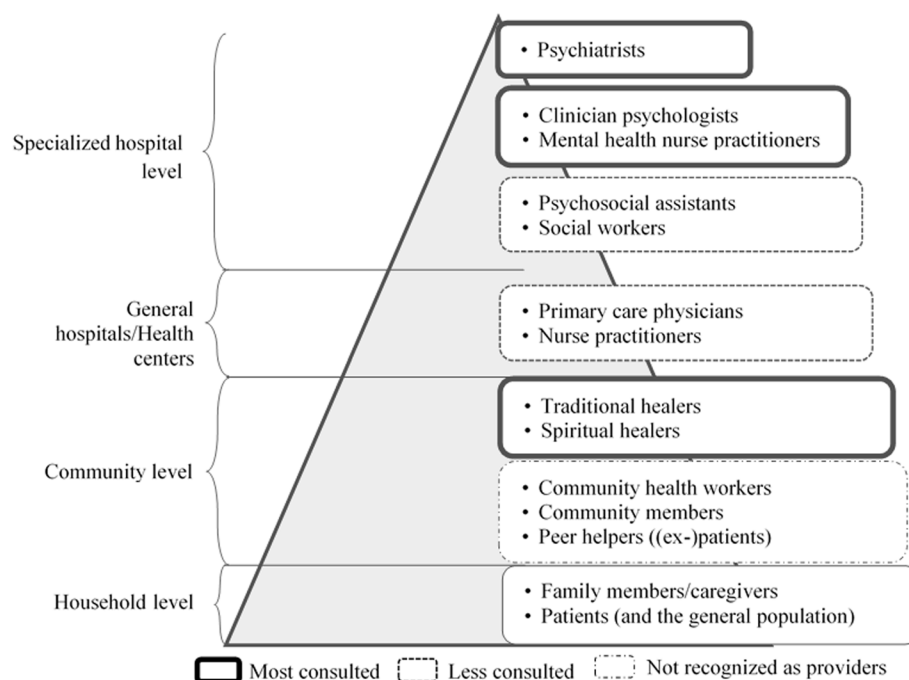 • Psychiatrists
• Clinician psychologists
• Mental health nurse practitioners
Specialized hospital
level
• Psychosocial assistants
• Social workers
General
hospitals/Health
centers
• Primary care physicians
• Nurse practitioners
• Traditional healers
• Spiritual healers
Community level
• Community health workers
• Community members
• Peer helpers ((ex-)patients)
Household level
• Family members/caregivers
• Patients (and the general population)
Most consulted
Less consulted
Not recognized as providers